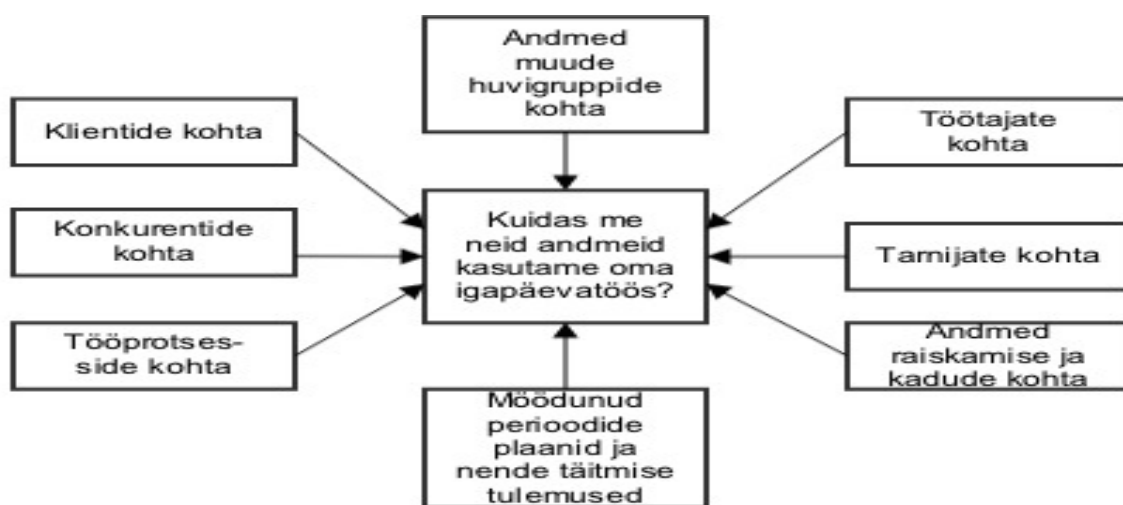 Andmed
muude
huvigruppide
kohta
Klientide kohta
Töötajate
kohta
Konkurentide
kohta
Kuidas me
neid andmeid
kasutame oma
igapäevatöös?
Tarnijate kohta
Tööprotses-
side kohta
Andmed
raiskamise ja
kadude kohta
Möödunud
perioodide
plaanid ja
nende täitmise
tulemused